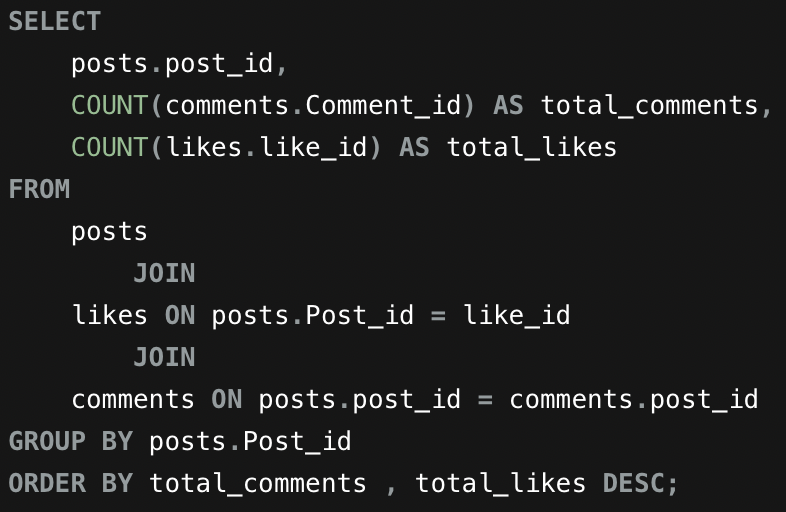 SELECT
posts.post_id,
COUNT(comments.Comment_id) AS total_comments,
COUNT(likes.like_id) AS total_likes
FROM
posts
JOIN
likes ON posts.Post_id = like_id
JOIN
comments ON posts.post_id = comments.post_id
GROUP BY posts.Post_id
ORDER BY total_comments , total_likes DESC;